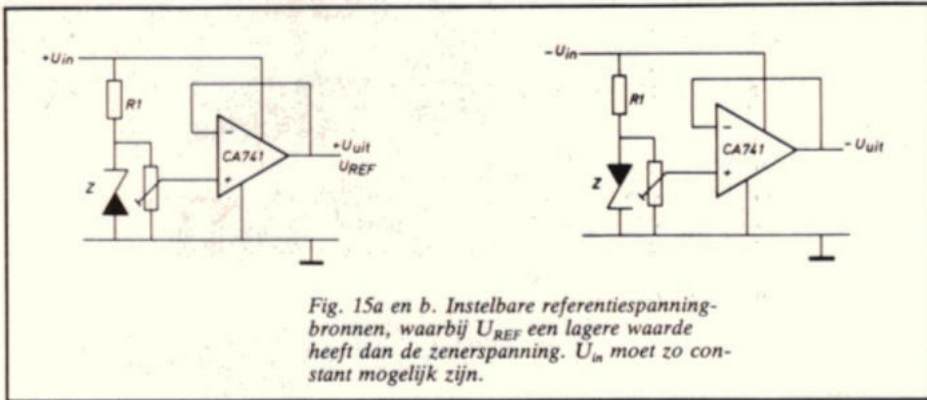 +Uin
R1
Z
−
CA741
+
+Uuit
UREF
−Uin
R1
Z
−
CA741
+
−Uuit
Fig. 15a en b. Instelbare referentiespanning-
bronnen, waarbij UREF een lagere waarde
heeft dan de zenerspanning. Uin moet zo con-
stant mogelijk zijn.